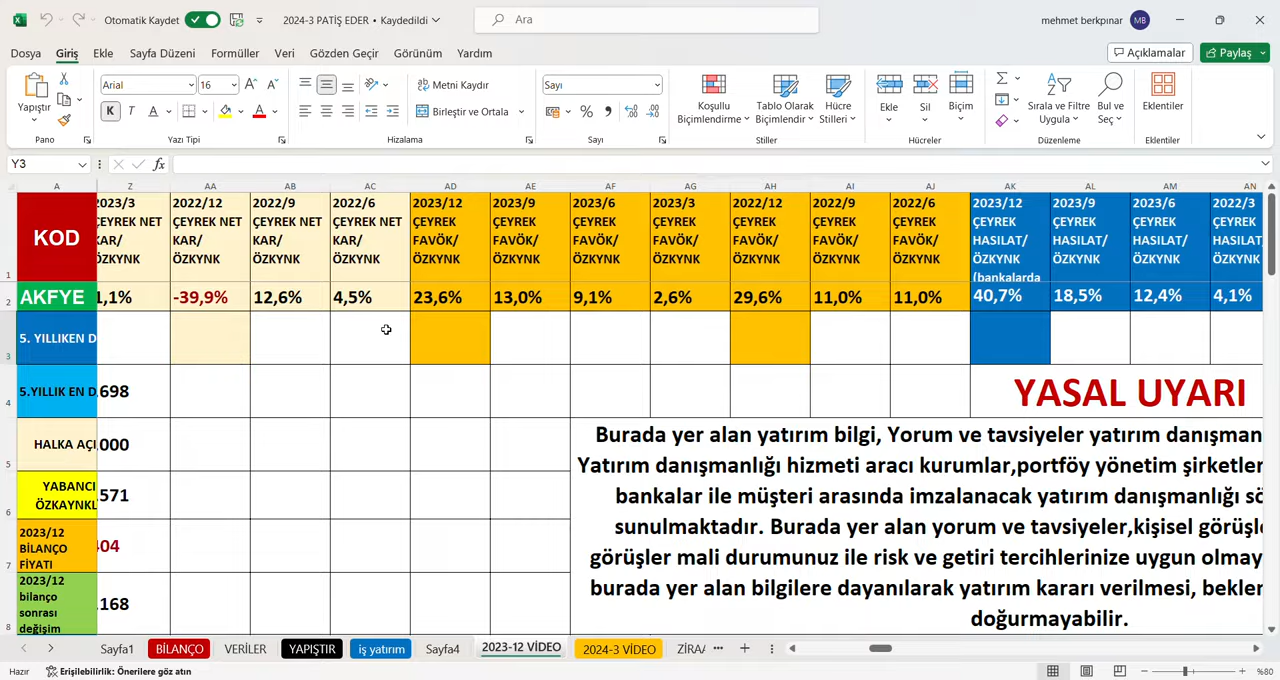 Otomatik Kaydet
2024-3 PATİŞ EDER • Kaydedildi
Ara
mehmet berkpınar
MB
Dosya Giriş Ekle Sayfa Düzeni Formüller Veri Gözden Geçir Görünüm Yardım
Açıklamalar
Paylaş
Yapıştır
Arial
16
K T A
Metni Kaydır
Birleştir ve Ortala
Sayı
Koşullu Biçimlendirme
Tablo Olarak Biçimlendir
Hücre Stilleri
Ekle
Sil
Biçim
Sırala ve Filtre Uygula
Bul ve Seç
Eklentiler
Pano Yazı Tipi Hizalama Sayı Stiller Hücreler Düzenleme Eklentiler
Y3
fx
A Z AA AB AC AD AE AF AG AH AI AJ AK AL AM AN
1
KOD
2023/3 ÇEYREK NET KAR/ ÖZKYNK
2022/12 ÇEYREK NET KAR/ ÖZKYNK
2022/9 ÇEYREK NET KAR/ ÖZKYNK
2022/6 ÇEYREK NET KAR/ ÖZKYNK
2023/12 ÇEYREK FAVÖK/ ÖZKYNK
2023/9 ÇEYREK FAVÖK/ ÖZKYNK
2023/6 ÇEYREK FAVÖK/ ÖZKYNK
2023/3 ÇEYREK FAVÖK/ ÖZKYNK
2022/12 ÇEYREK FAVÖK/ ÖZKYNK
2022/9 ÇEYREK FAVÖK/ ÖZKYNK
2022/6 ÇEYREK FAVÖK/ ÖZKYNK
2023/12 ÇEYREK HASILAT/ ÖZKYNK (bankalarda
2023/9 ÇEYREK HASILAT/ ÖZKYNK
2023/6 ÇEYREK HASILAT/ ÖZKYNK
2022/3 ÇEYREK HASILAT/ ÖZKYNK
2 AKFYE 1,1% -39,9% 12,6% 4,5% 23,6% 13,0% 9,1% 2,6% 29,6% 11,0% 11,0% 40,7% 18,5% 12,4% 4,1%
3 5. YILLIKEN D
4 5.YILLIK EN D .698
YASAL UYARI
5 HALKA AÇI .000
6 YABANCI ÖZKAYNKL .571
7 2023/12 BİLANÇO FİYATI 404
8 2023/12 bilanço sonrası değişim .168
Burada yer alan yatırım bilgi, Yorum ve tavsiyeler yatırım danışman
Yatırım danışmanlığı hizmeti aracı kurumlar,portföy yönetim şirketler
bankalar ile müşteri arasında imzalanacak yatırım danışmanlığı sö
sunulmaktadır. Burada yer alan yorum ve tavsiyeler,kişisel görüşle
görüşler mali durumunuz ile risk ve getiri tercihlerinize uygun olmay
burada yer alan bilgilere dayanılarak yatırım kararı verilmesi, beklen
doğurmayabilir.
Sayfa1 BİLANÇO VERİLER YAPIŞTIR iş yatırım Sayfa4 2023-12 VİDEO 2024-3 VİDEO ZİRAA
Hazır
Erişilebilirlik: Önerilere göz atın
%80